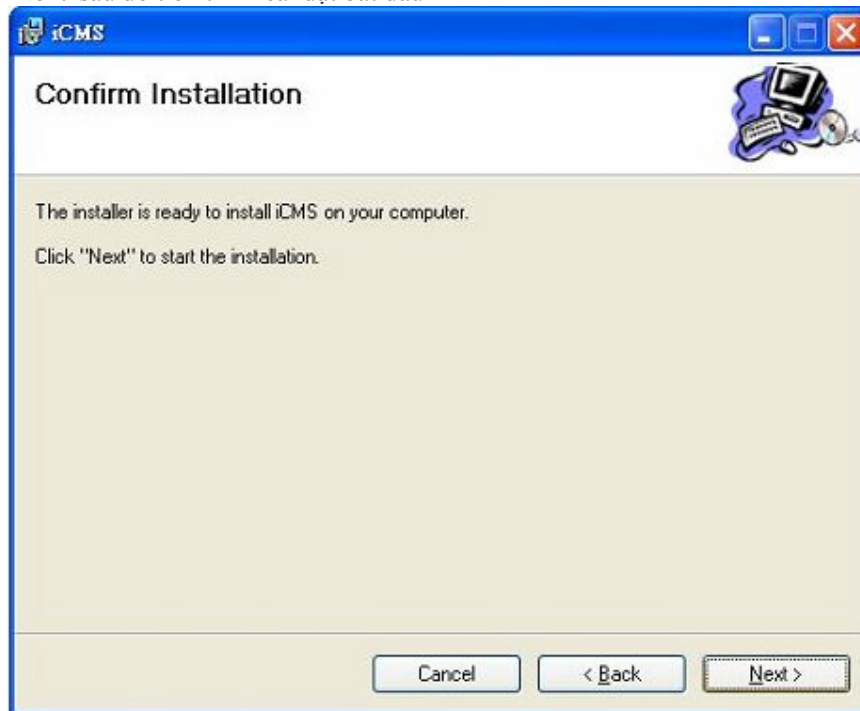 iCMS
Confirm Installation
The installer is ready to install iCMS on your computer.
Click "Next" to start the installation.
Cancel
< Back
Next >